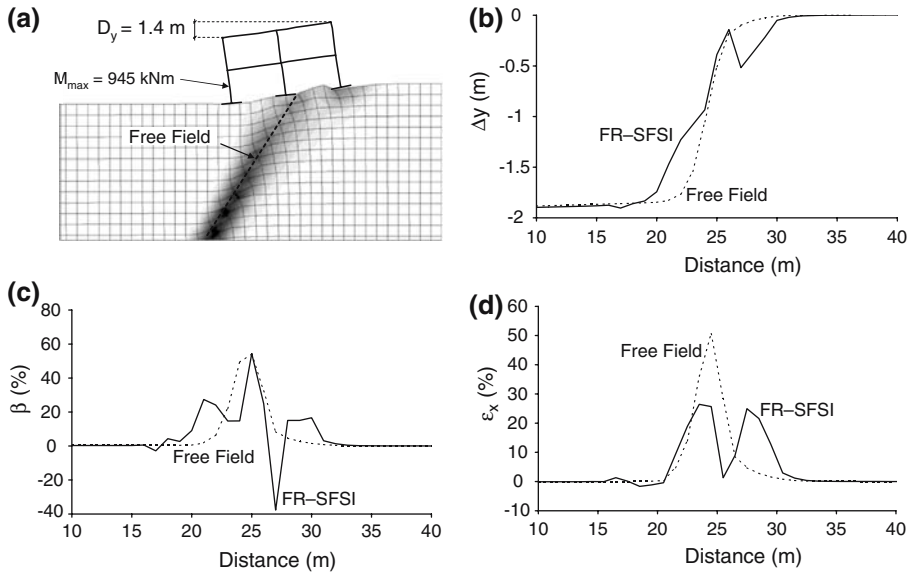 (a)
D_y = 1.4 m
M_max = 945 kNm
Free Field
(b)
-0
-0.5
-1
-1.5
-2
Δy (m)
FR–SFSI
Free Field
10 15 20 25 30 35 40
Distance (m)
(c)
80
60
40
20
0
-20
-40
β (%)
Free Field
FR–SFSI
10 15 20 25 30 35 40
Distance (m)
(d)
60
50
40
30
20
10
0
-10
ε_x (%)
Free Field
FR–SFSI
10 15 20 25 30 35 40
Distance (m)